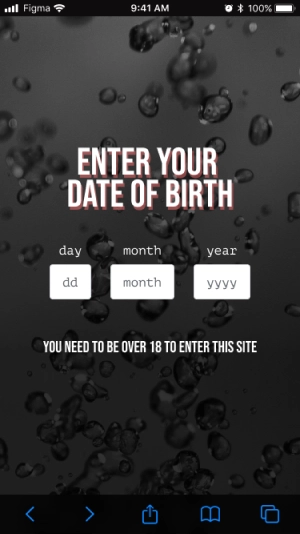 Figma 9:41 AM 100%
ENTER YOUR
DATE OF BIRTH
day month year
dd month yyyy
YOU NEED TO BE OVER 18 TO ENTER THIS SITE